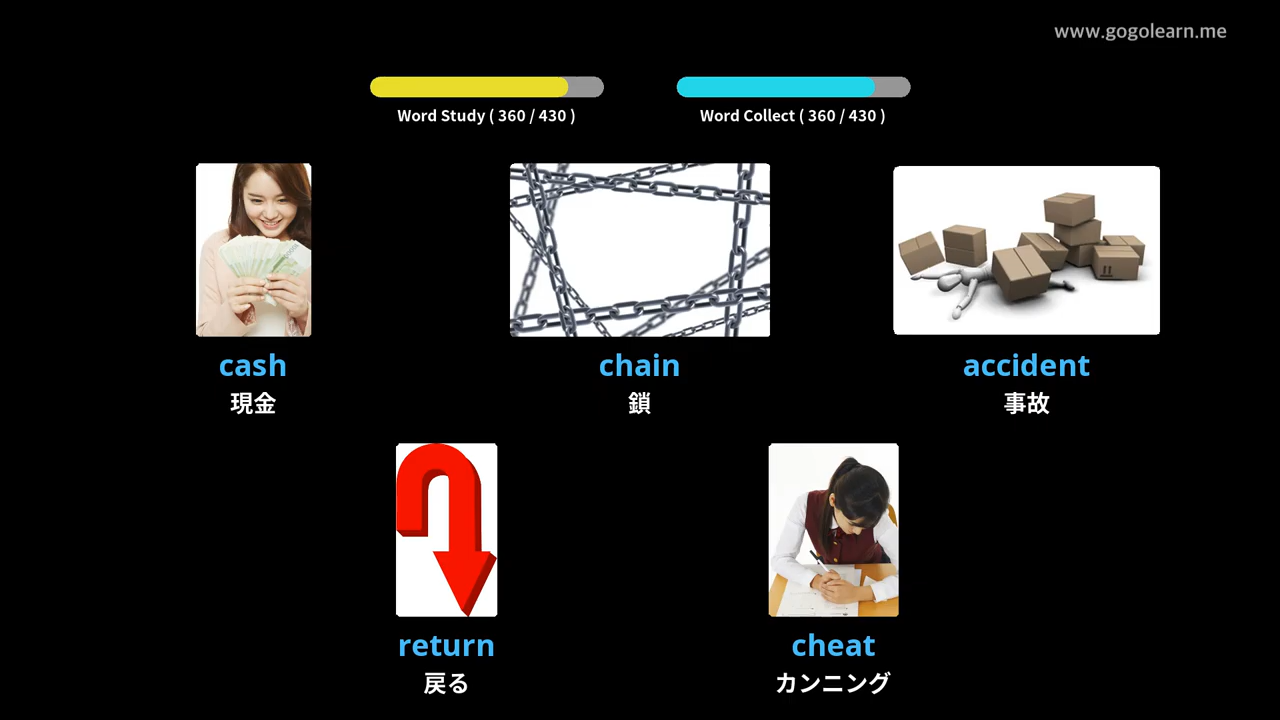 www.gogolearn.me
Word Study ( 360 / 430 )
Word Collect ( 360 / 430 )
cash
現金
chain
鎖
accident
事故
return
戻る
cheat
カンニング